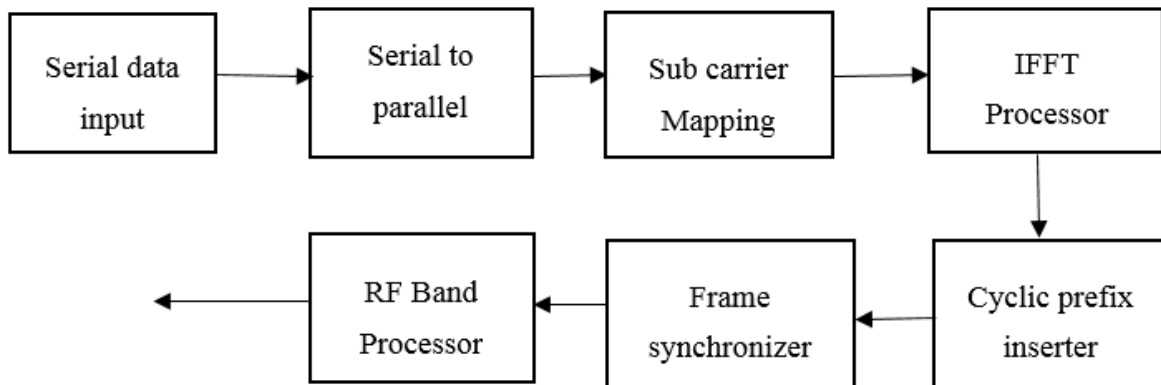 Serial data
input
Serial to
parallel
Sub carrier
Mapping
IFFT
Processor
RF Band
Processor
Frame
synchronizer
Cyclic prefix
inserter